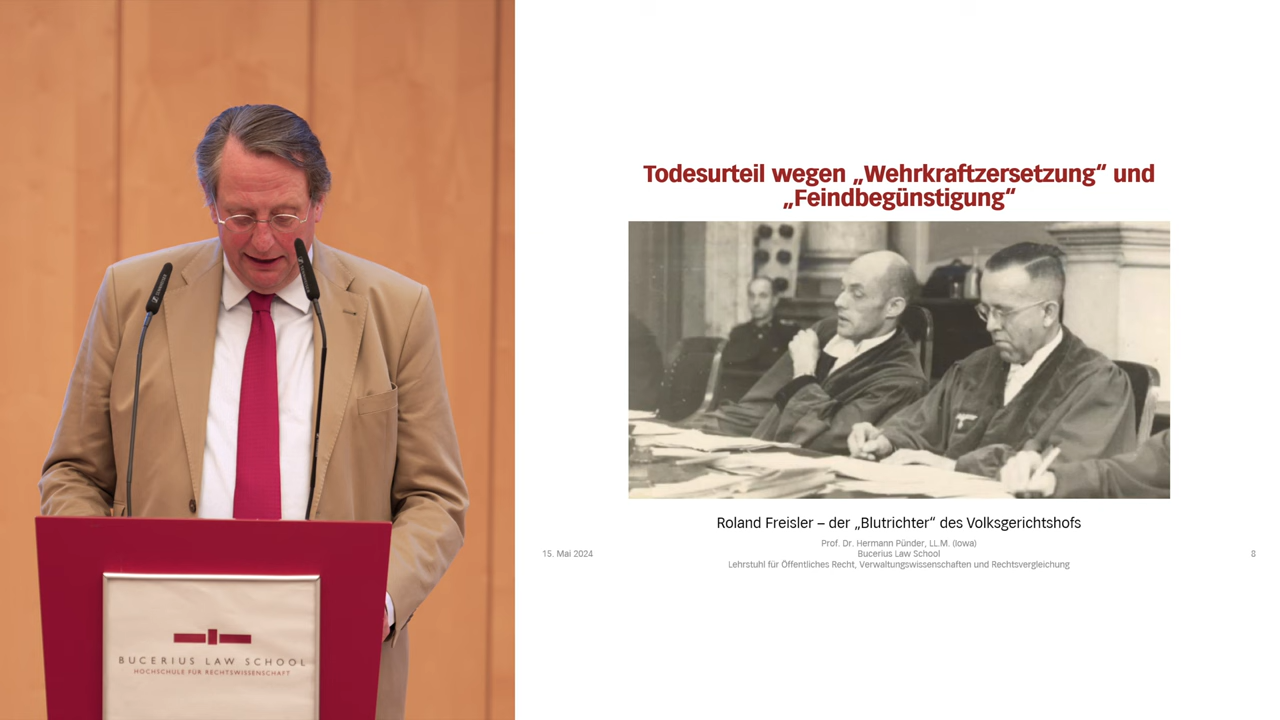 Todesurteil wegen „Wehrkraftzersetzung“ und
„Feindbegünstigung“
Roland Freisler – der „Blutrichter“ des Volksgerichtshofs
Prof. Dr. Hermann Pünder, LL.M. (Iowa)
15. Mai 2024
Bucerius Law School
8
Lehrstuhl für Öffentliches Recht, Verwaltungswissenschaften und Rechtsvergleichung
BUCERIUS LAW SCHOOL
HOCHSCHULE FÜR RECHTSWISSENSCHAFT